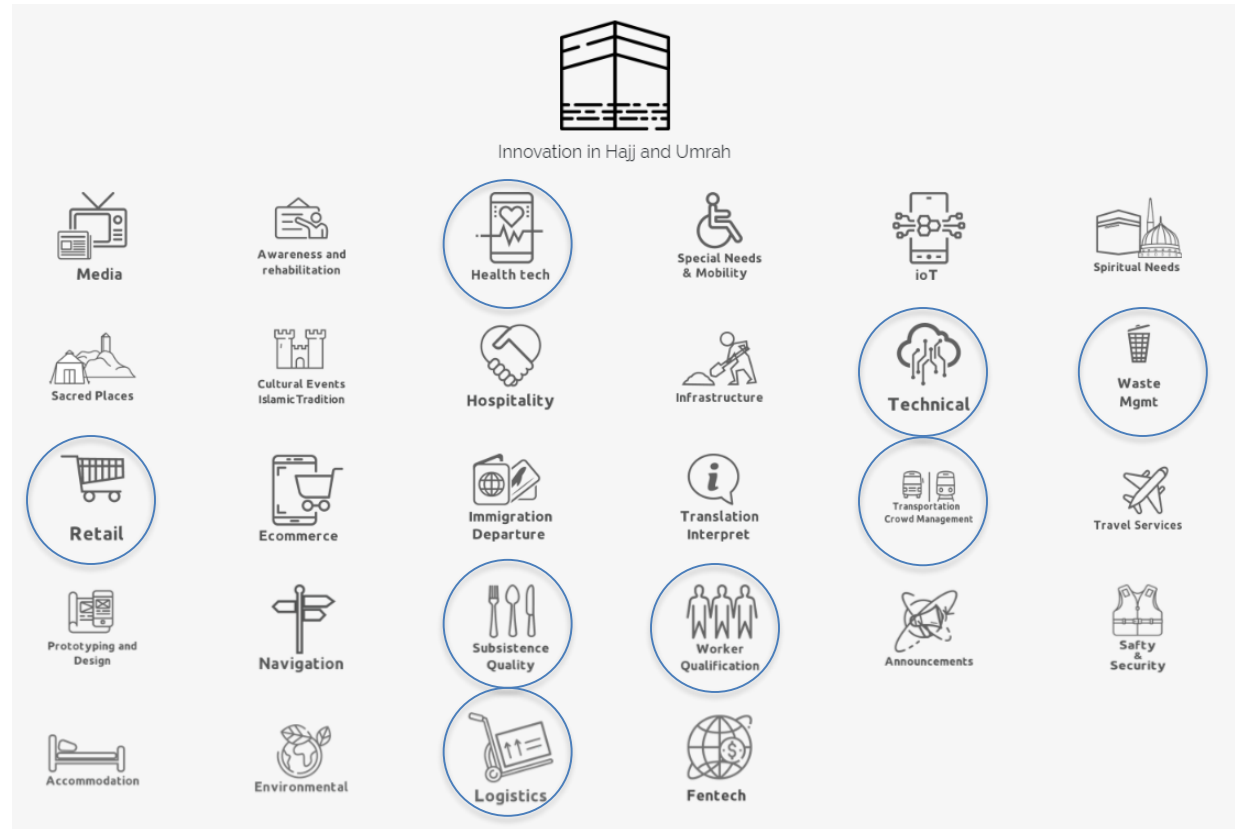 Innovation in Hajj and Umrah
Media
Awareness and
rehabilitation
Health tech
Special Needs
& Mobility
ioT
Spiritual Needs
Sacred Places
Cultural Events
IslamicTradition
Hospitality
Infrastructure
Technical
Waste
Mgmt
Retail
Ecommerce
Immigration
Departure
Translation
Interpret
Transportation
Crowd Management
Travel Services
Prototyping and
Design
Navigation
Subsistence
Quality
Worker
Qualification
Announcements
Safty
&
Security
Accommodation
Environmental
Logistics
Fentech